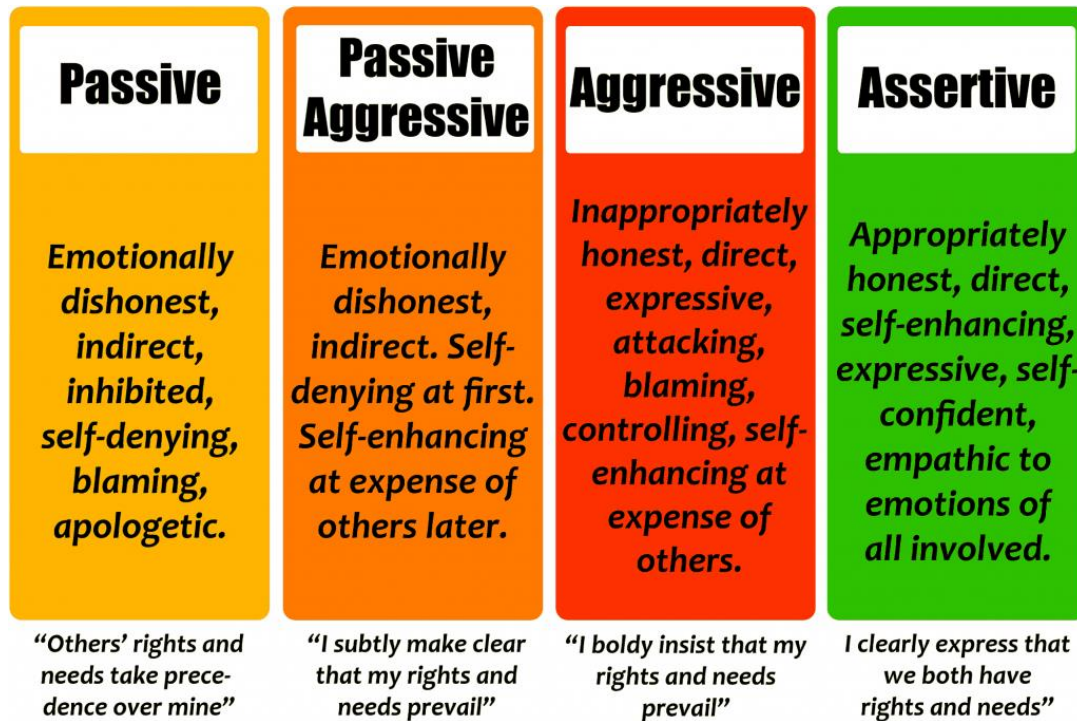 Passive
Emotionally
dishonest,
indirect,
inhibited,
self-denying,
blaming,
apologetic.
“Others’ rights and
needs take prece-
dence over mine”
Passive
Aggressive
Emotionally
dishonest,
indirect. Self-
denying at first.
Self-enhancing
at expense of
others later.
“I subtly make clear
that my rights and
needs prevail”
Aggressive
Inappropriately
honest, direct,
expressive,
attacking,
blaming,
controlling, self-
enhancing at
expense of
others.
“I boldy insist that my
rights and needs
prevail”
Assertive
Appropriately
honest, direct,
self-enhancing,
expressive, self-
confident,
empathic to
emotions of
all involved.
I clearly express that
we both have
rights and needs”